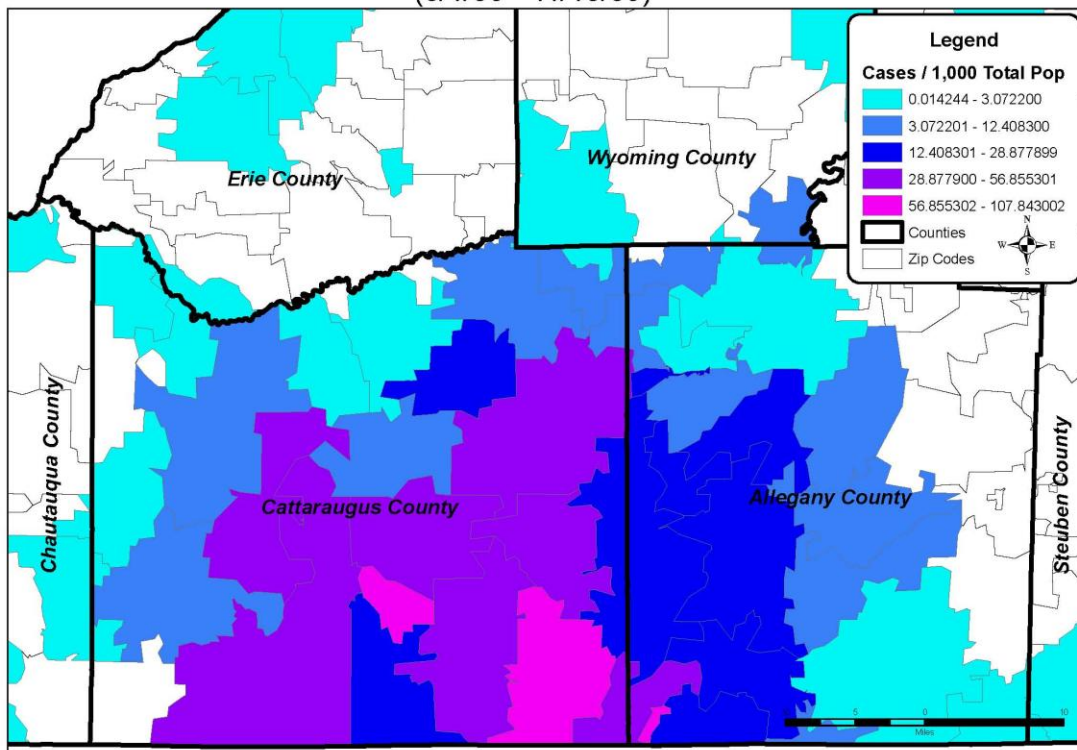 Legend
Cases / 1,000 Total Pop
0.014244 - 3.072200
3.072201 - 12.408300
12.408301 - 28.877899
28.877900 - 56.855301
56.855302 - 107.843002
Counties
Zip Codes
N
W
E
S
Erie County
Wyoming County
Chautauqua County
Cattaraugus County
Allegany County
Steuben County
10
5
0
10
Miles